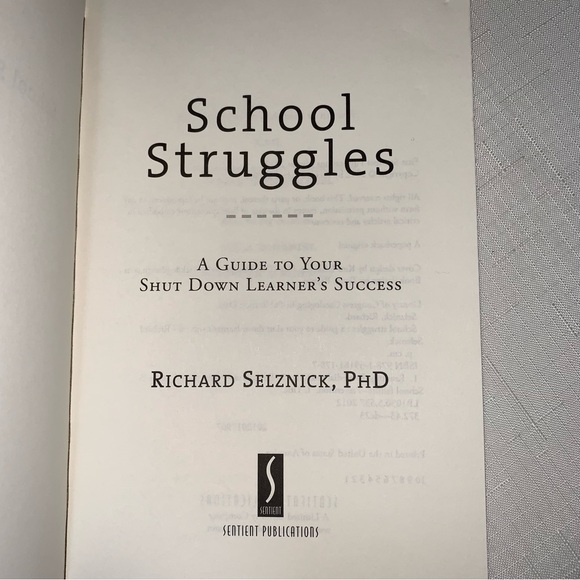 School
Struggles
A Guide to Your
Shut Down Learner's Success
Richard Selznick, PhD
SENTIENT
SENTIENT PUBLICATIONS